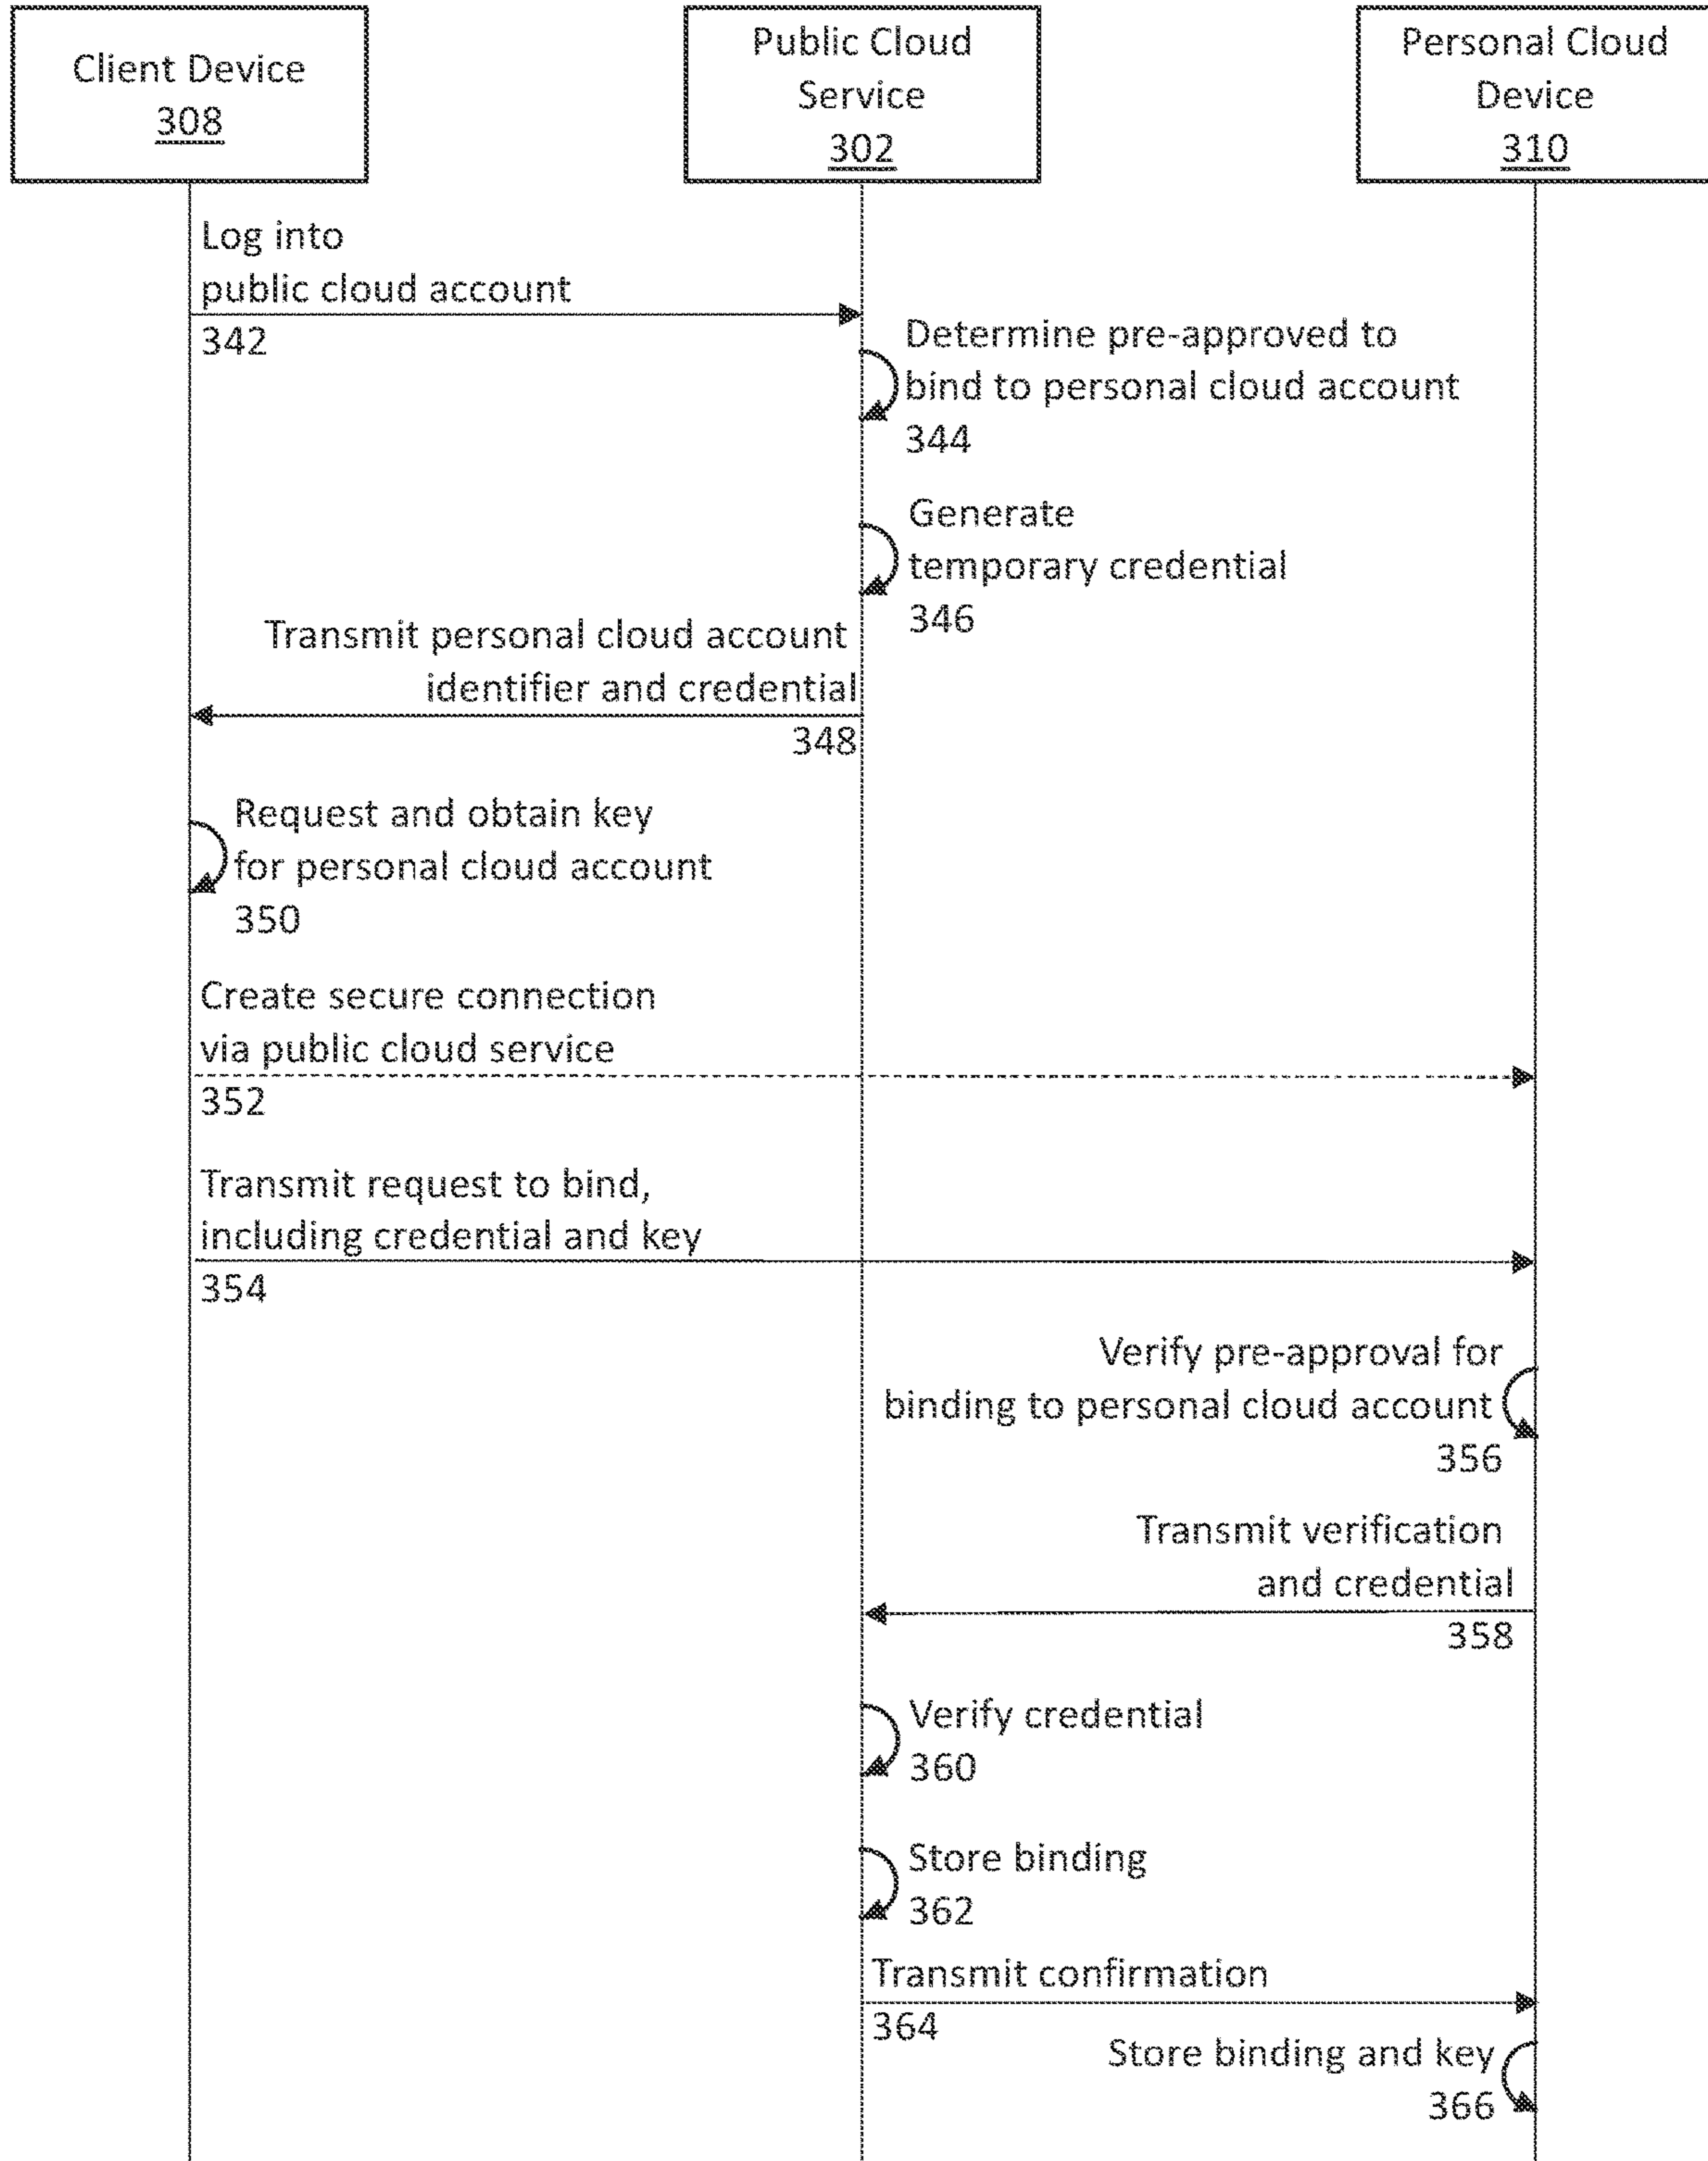 Client Device
308
Public Cloud
Service
302
Personal Cloud
Device
310
Log into
public cloud account
342
Determine pre-approved to
bind to personal cloud account
344
Generate
temporary credential
346
Transmit personal cloud account
identifier and credential
348
Request and obtain key
for personal cloud account
350
Create secure connection
via public cloud service
352
Transmit request to bind,
including credential and key
354
Verify pre-approval for
binding to personal cloud account
356
Transmit verification
and credential
358
Verify credential
360
Store binding
362
Transmit confirmation
364
Store binding and key
366